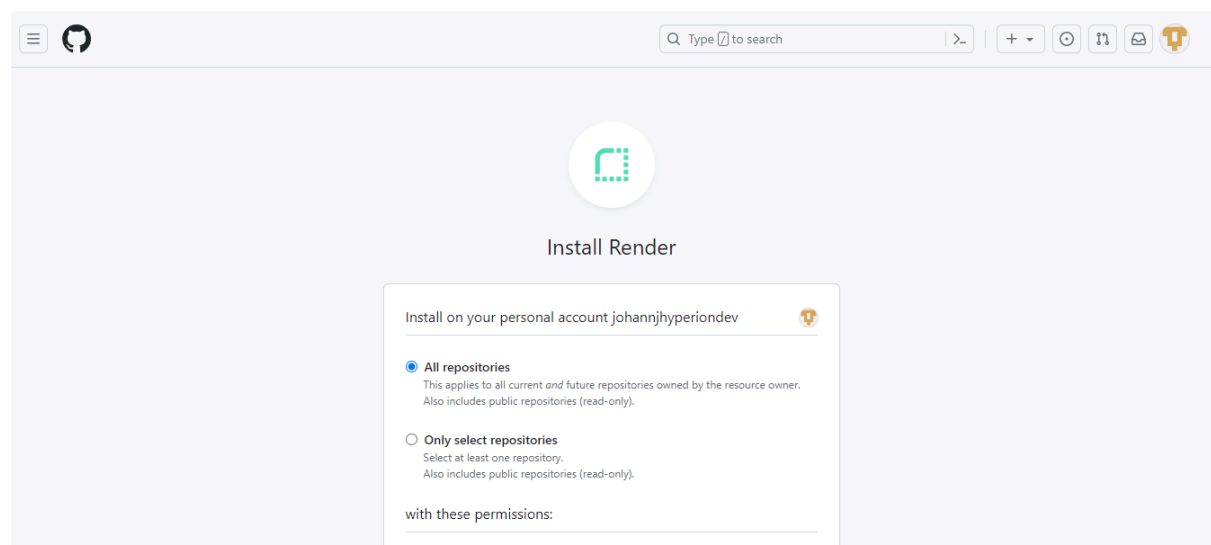 Type / to search
Install Render
Install on your personal account johannjhyperiondev
All repositories
This applies to all current and future repositories owned by the resource owner.
Also includes public repositories (read-only).
Only select repositories
Select at least one repository.
Also includes public repositories (read-only).
with these permissions: